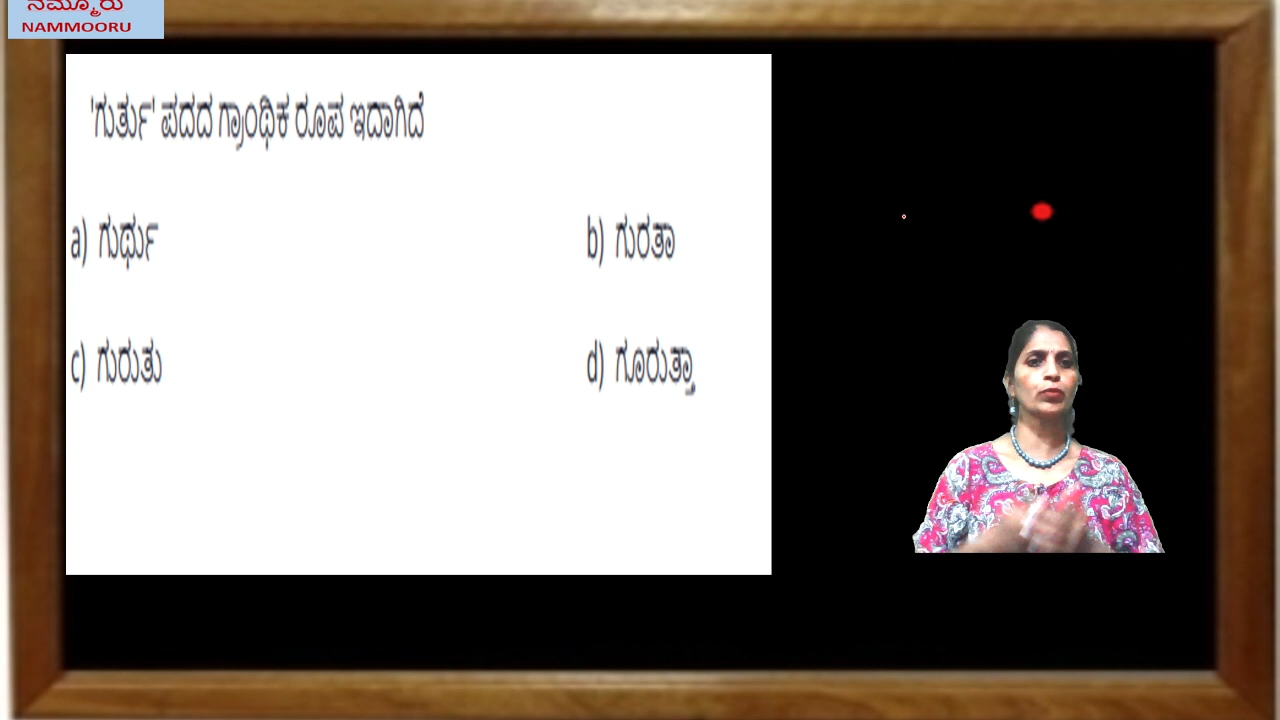 ನಮ್ಮೂರು
NAMMOORU
'ಗುರ್ತು' ಪದದ ಗ್ರಾಂಥಿಕ ರೂಪ ಇದಾಗಿದೆ
a) ಗುರ್ಥು
b) ಗುರತಾ
c) ಗುರುತು
d) ಗೂರುತ್ತಾ